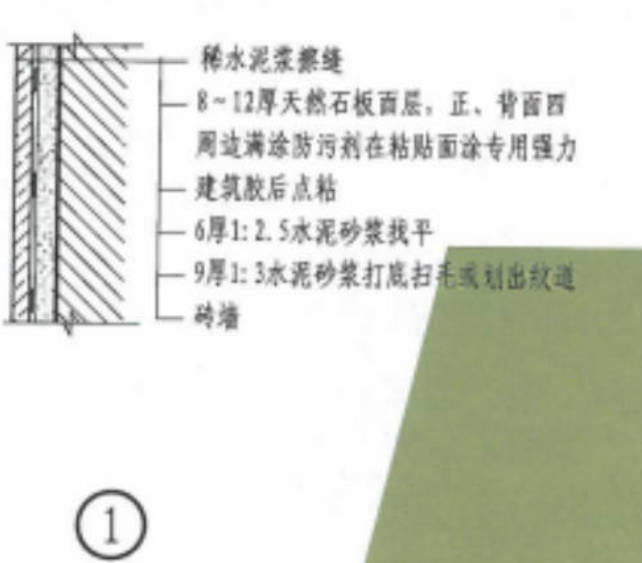 稀水泥浆擦缝
8~12厚天然石板面层，正、背面四
周边满涂防污剂在粘贴面涂专用强力
建筑胶后点粘
6厚1:2.5水泥砂浆找平
9厚1:3水泥砂浆打底扫毛或划出纹道
砖墙
1